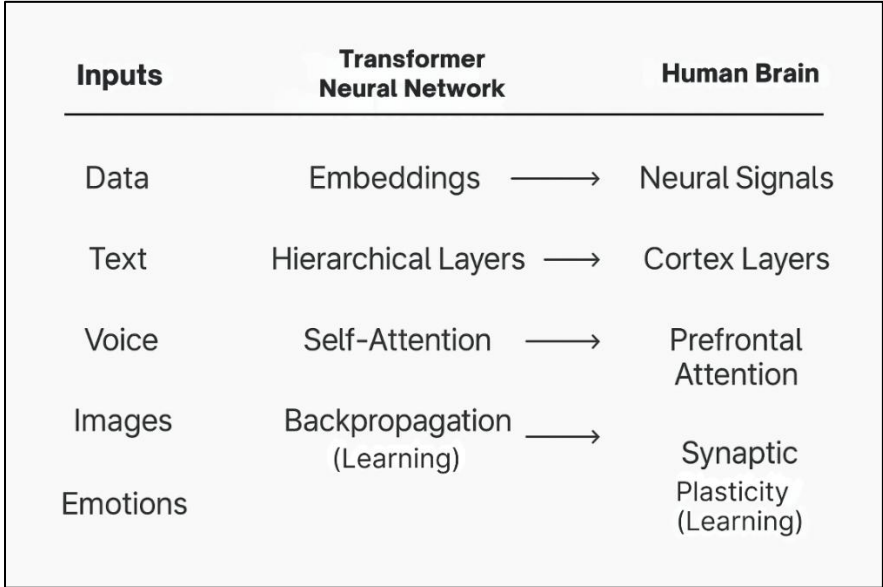 Inputs
Transformer
Neural Network
Human Brain
Data
Embeddings
Neural Signals
Text
Hierarchical Layers
Cortex Layers
Voice
Self-Attention
Prefrontal
Attention
Images
Backpropagation
(Learning)
Synaptic
Plasticity
(Learning)
Emotions